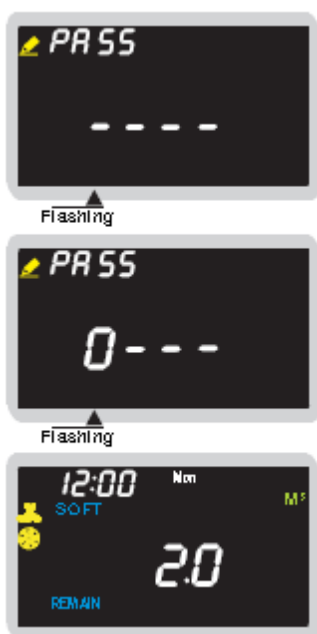 PASS
- - - -
Flashing
PASS
0 - - -
Flashing
12:00 Mon
SOFT M³
2.0
REMAIN